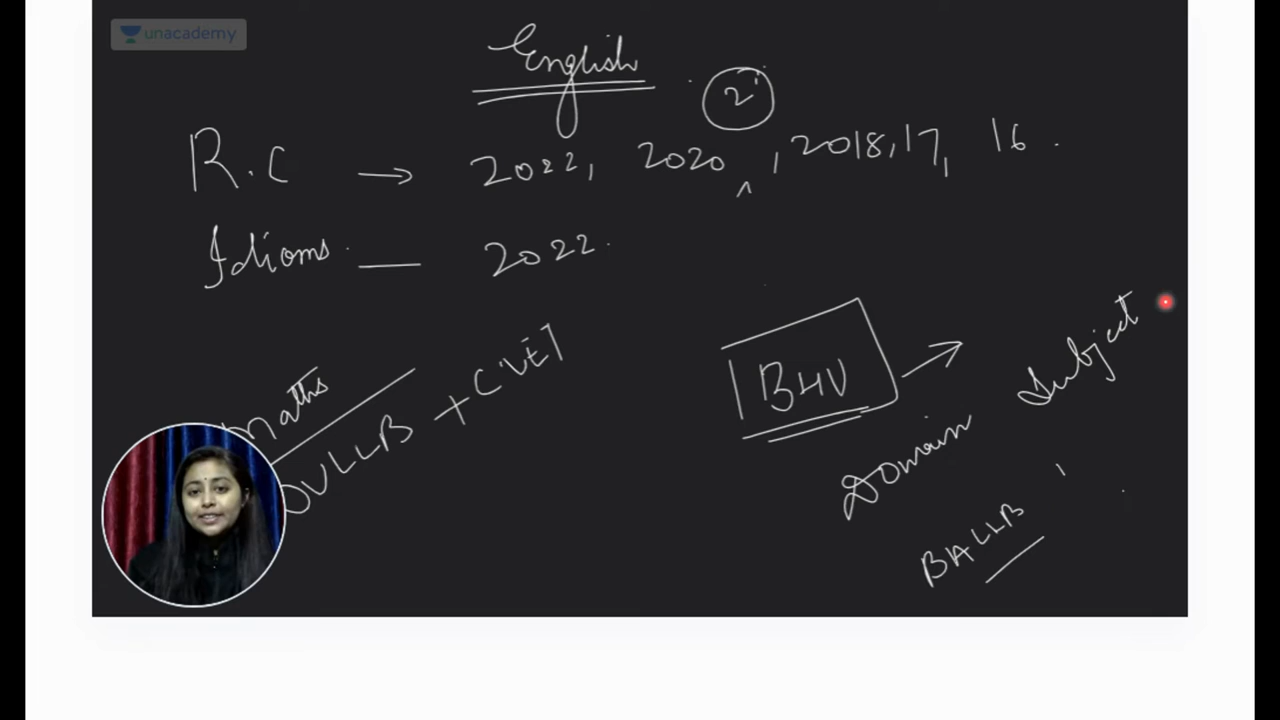 unacademy
English
2
R.C → 2022, 2020, 2018, 17, 16.
Idioms — 2022.
Maths
DULLB + CUET
BHU →
Domain Subject
BALLB